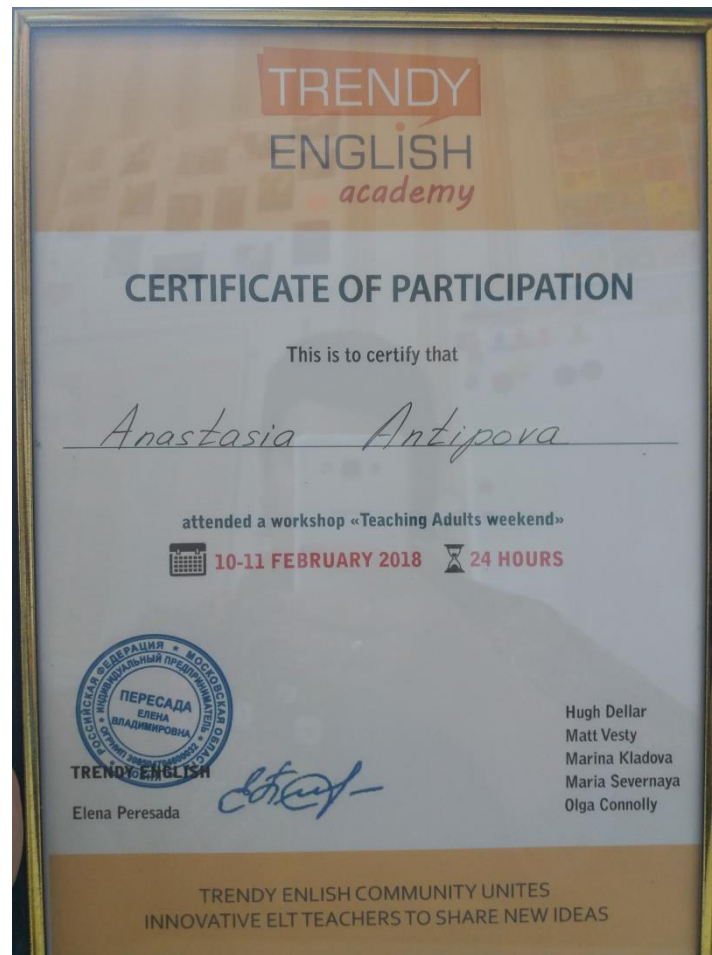 TRENDY
ENGLISH
academy
CERTIFICATE OF PARTICIPATION
This is to certify that
Anastasia Antipova
attended a workshop «Teaching Adults weekend»
10-11 FEBRUARY 2018 24 HOURS
РОССИЙСКАЯ ФЕДЕРАЦИЯ * МОСКОВСКАЯ ОБЛАСТЬ
ИНДИВИДУАЛЬНЫЙ ПРЕДПРИНИМАТЕЛЬ
ПЕРЕСАДА
ЕЛЕНА
ВЛАДИМИРОВНА
ОГРНИП
TRENDY ENGLISH
Elena Peresada
Hugh Dellar
Matt Vesty
Marina Kladova
Maria Severnaya
Olga Connolly
TRENDY ENLISH COMMUNITY UNITES
INNOVATIVE ELT TEACHERS TO SHARE NEW IDEAS